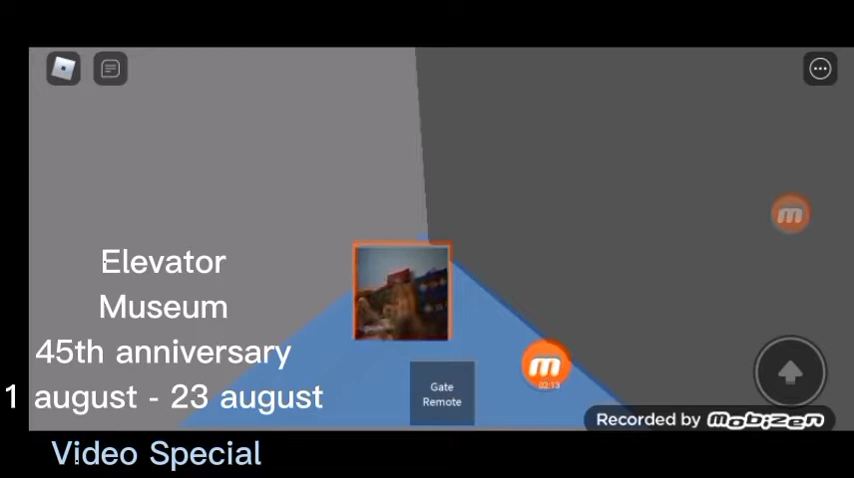 Elevator
Museum
45th anniversary
1 august - 23 august
Video Special
Gate
Remote
02:13
Recorded by mobizen